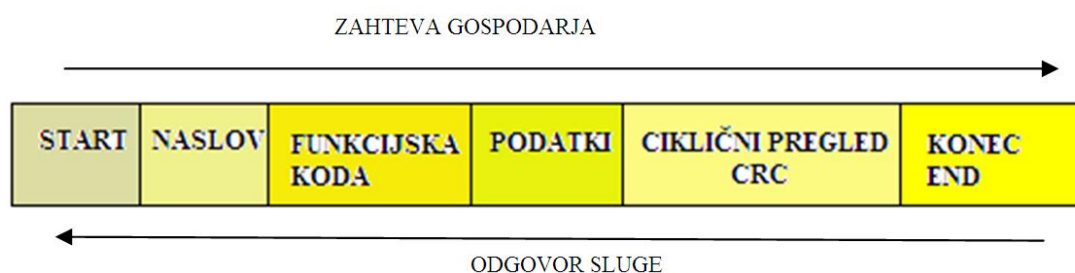 ZAHTEVA GOSPODARJA
START
NASLOV
FUNKCIJSKA
KODA
PODATKI
CIKLIČNI PREGLED
CRC
KONEC
END
ODGOVOR SLUGE